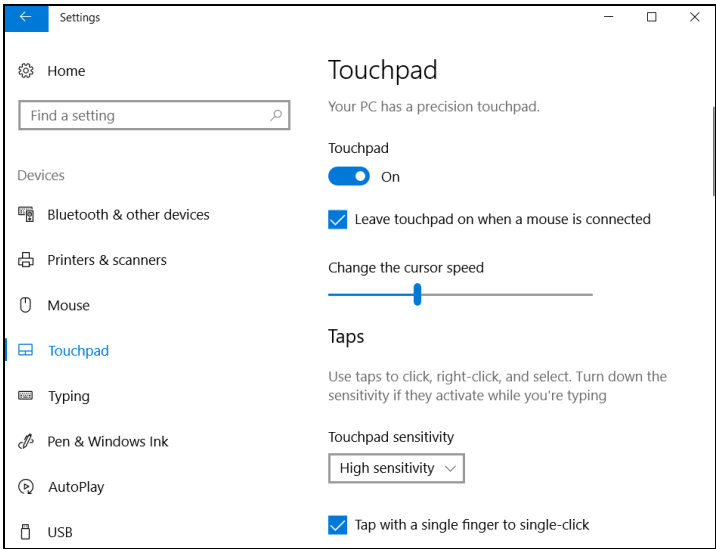 Settings
Home
Find a setting
Devices
Bluetooth & other devices
Printers & scanners
Mouse
Touchpad
Typing
Pen & Windows Ink
AutoPlay
USB
Touchpad
Your PC has a precision touchpad.
Touchpad
On
Leave touchpad on when a mouse is connected
Change the cursor speed
Taps
Use taps to click, right-click, and select. Turn down the
sensitivity if they activate while you're typing
Touchpad sensitivity
High sensitivity
Tap with a single finger to single-click